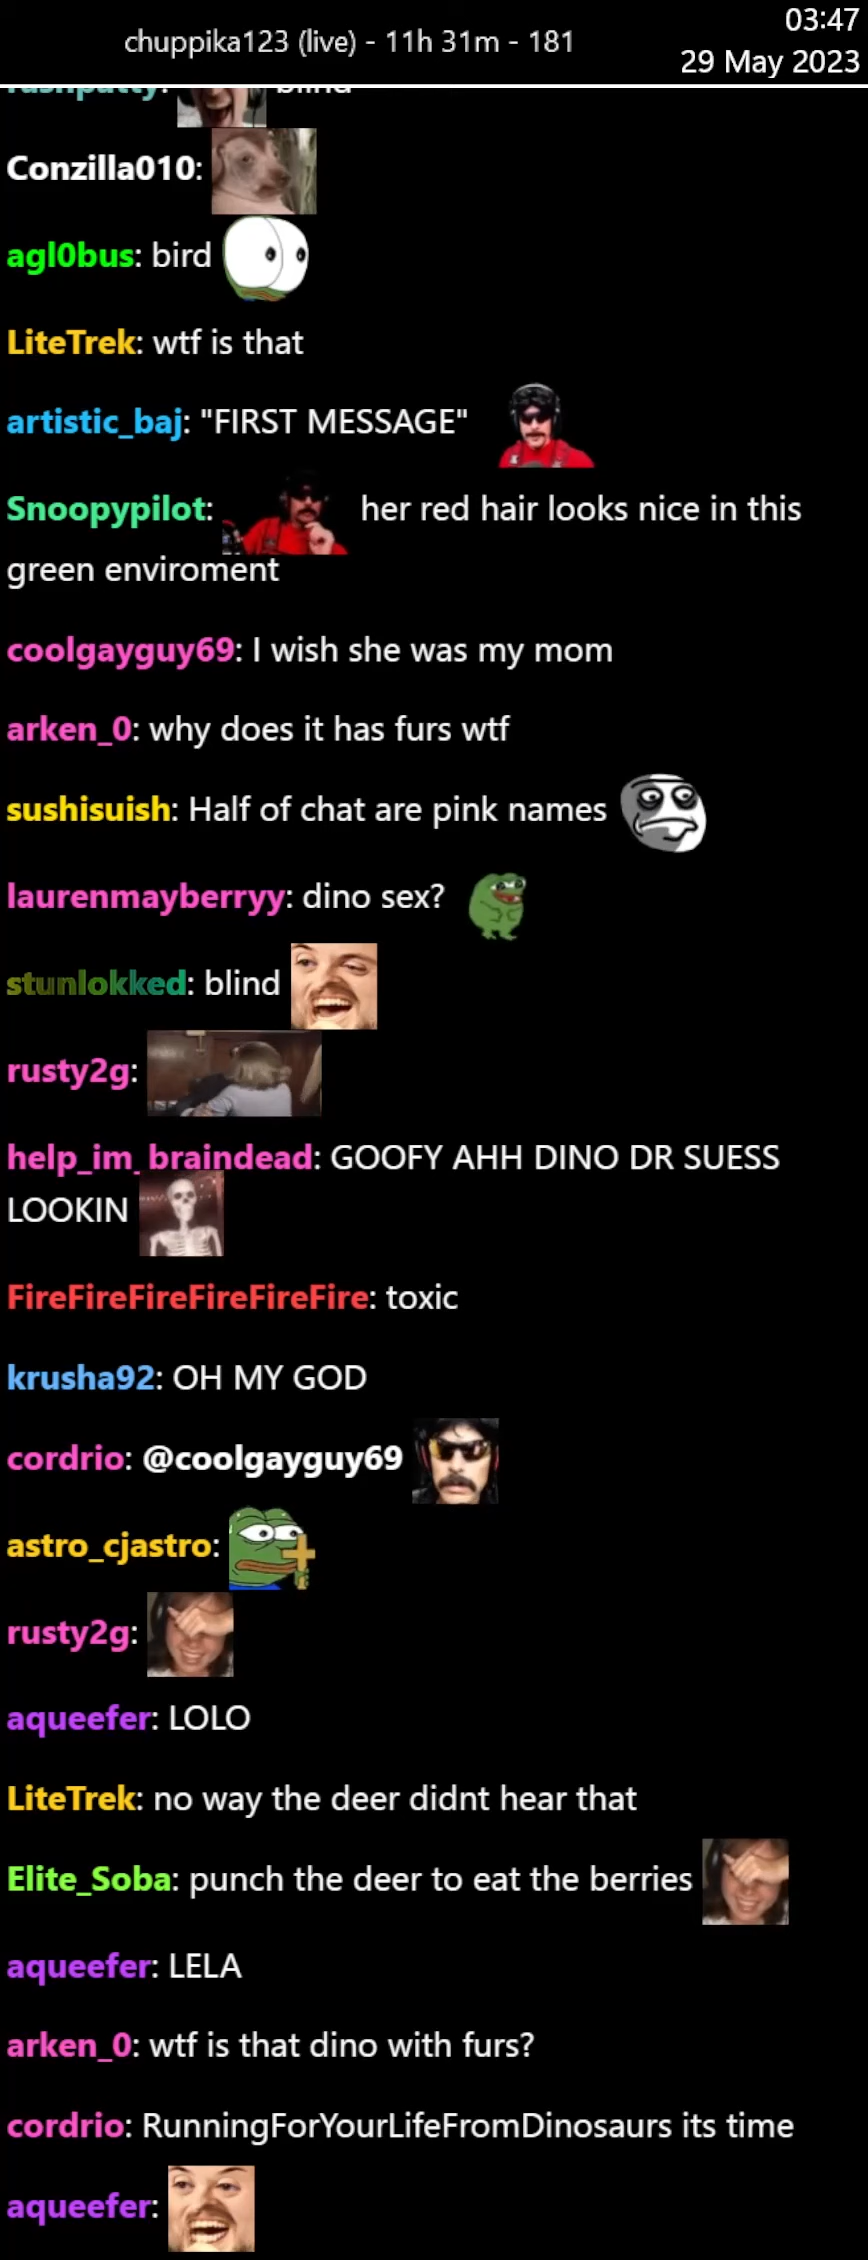 chuppika123 (live) - 11h 31m - 181
03:47
29 May 2023
rushpatty: blind
Conzilla010:
agl0bus: bird
LiteTrek: wtf is that
artistic_baj: "FIRST MESSAGE"
Snoopypilot: her red hair looks nice in this
green enviroment
coolgayguy69: I wish she was my mom
arken_0: why does it has furs wtf
sushisuish: Half of chat are pink names
laurenmayberryy: dino sex?
stunlokked: blind
rusty2g:
help_im_braindead: GOOFY AHH DINO DR SUESS
LOOKIN
FireFireFireFireFireFire: toxic
krusha92: OH MY GOD
cordrio: @coolgayguy69
astro_cjastro:
rusty2g:
aqueefer: LOLO
LiteTrek: no way the deer didnt hear that
Elite_Soba: punch the deer to eat the berries
aqueefer: LELA
arken_0: wtf is that dino with furs?
cordrio: RunningForYourLifeFromDinosaurs its time
aqueefer: